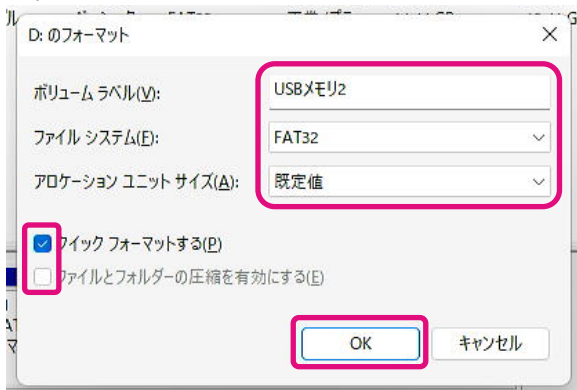 D: のフォーマット
ボリューム ラベル(V):
USBメモリ2
ファイル システム(F):
FAT32
アロケーション ユニット サイズ(A):
既定値
クイック フォーマットする(P)
ファイルとフォルダーの圧縮を有効にする(E)
OK
キャンセル